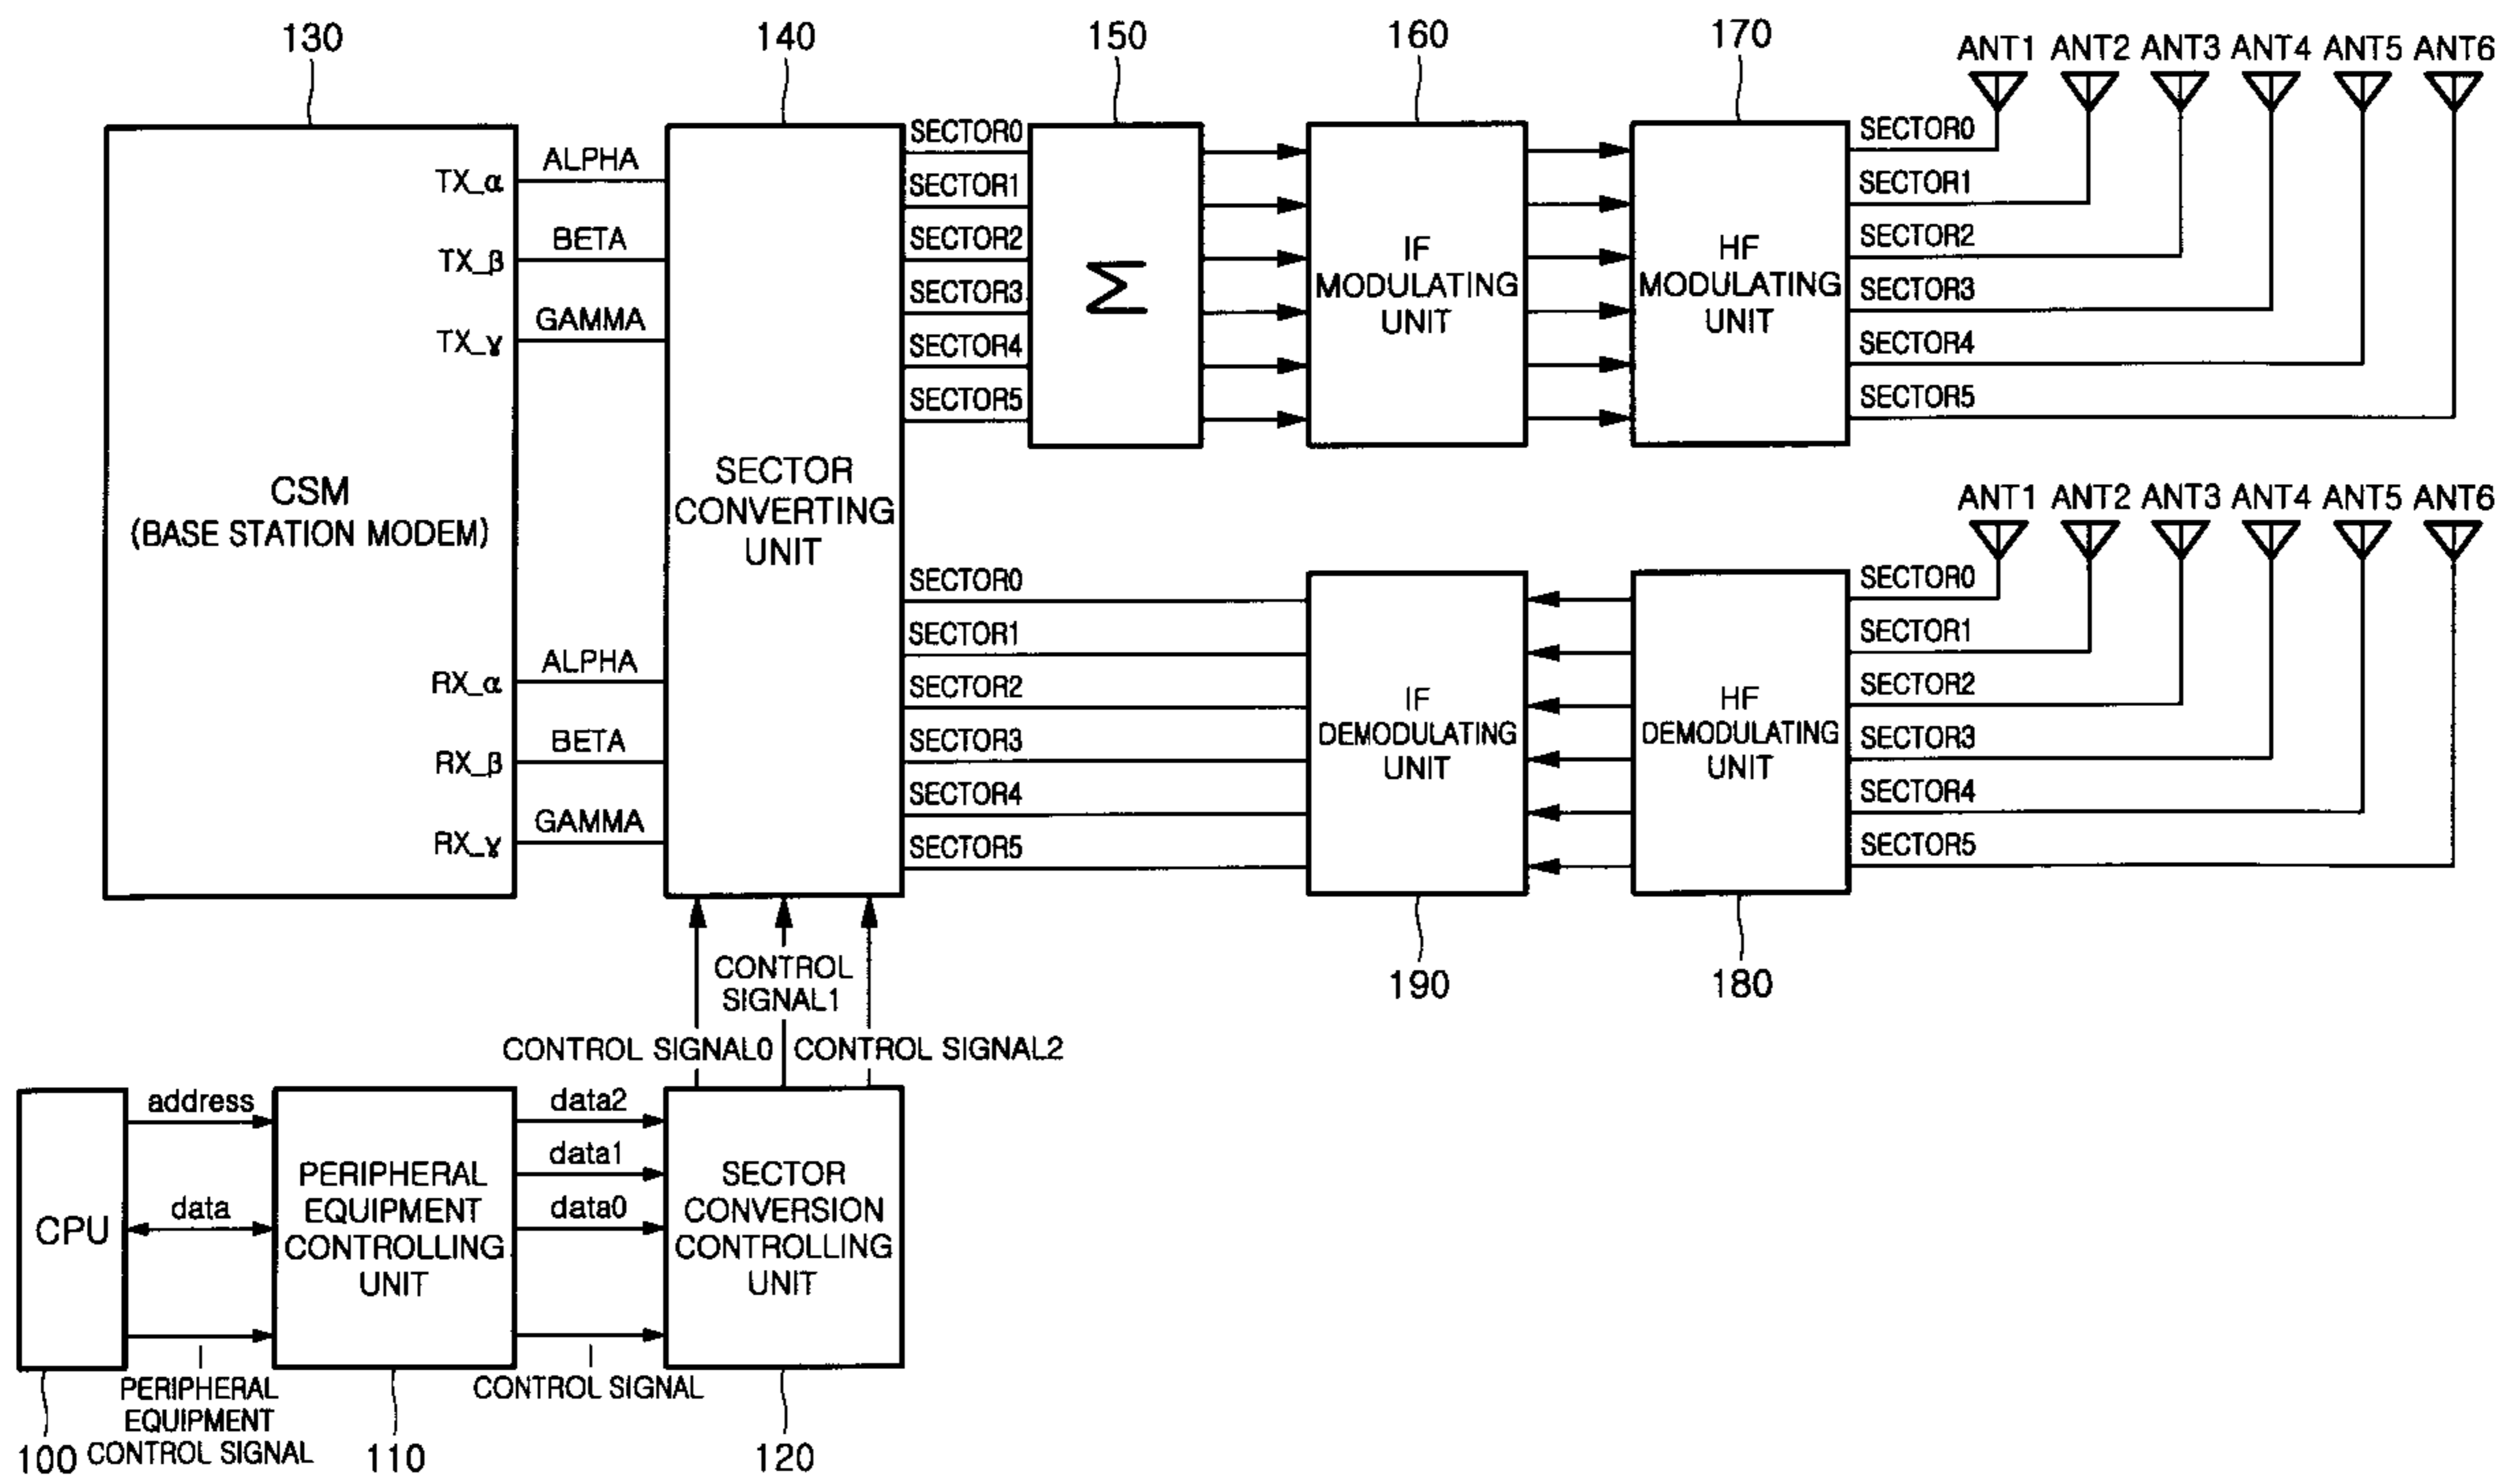 130
140
150
160
170
ANT1 ANT2 ANT3 ANT4 ANT5 ANT6
TX_α
ALPHA
TX_β
BETA
TX_γ
GAMMA
CSM
(BASE STATION MODEM)
RX_α
ALPHA
RX_β
BETA
RX_γ
GAMMA
SECTOR
CONVERTING
UNIT
SECTOR0
SECTOR1
SECTOR2
SECTOR3
SECTOR4
SECTOR5
Σ
IF
MODULATING
UNIT
HF
MODULATING
UNIT
SECTOR0
SECTOR1
SECTOR2
SECTOR3
SECTOR4
SECTOR5
ANT1 ANT2 ANT3 ANT4 ANT5 ANT6
SECTOR0
SECTOR1
SECTOR2
SECTOR3
SECTOR4
SECTOR5
IF
DEMODULATING
UNIT
HF
DEMODULATING
UNIT
SECTOR0
SECTOR1
SECTOR2
SECTOR3
SECTOR4
SECTOR5
190
180
CONTROL
SIGNAL1
CONTROL SIGNAL0
CONTROL SIGNAL2
CPU
address
data
PERIPHERAL
EQUIPMENT
CONTROL SIGNAL
PERIPHERAL
EQUIPMENT
CONTROLLING
UNIT
data2
data1
data0
CONTROL SIGNAL
SECTOR
CONVERSION
CONTROLLING
UNIT
100
110
120